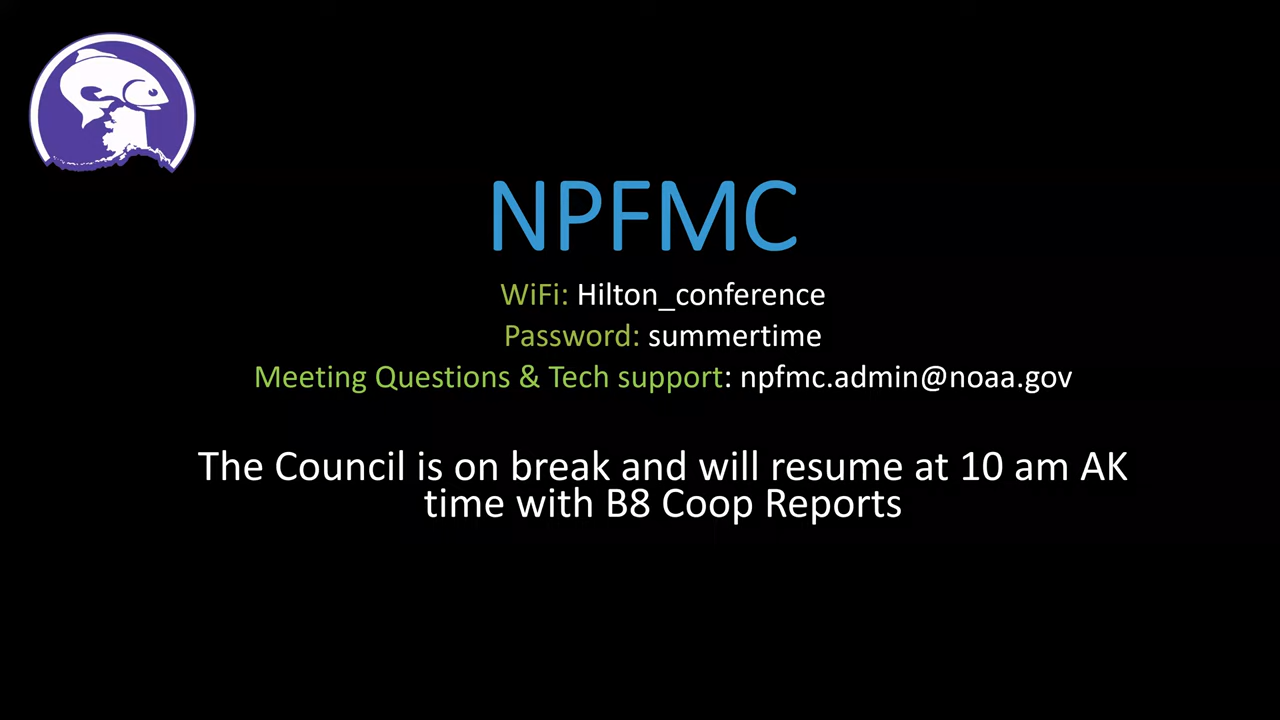 NPFMC
WiFi: Hilton_conference
Password: summertime
Meeting Questions & Tech support: npfmc.admin@noaa.gov
The Council is on break and will resume at 10 am AK
time with B8 Coop Reports